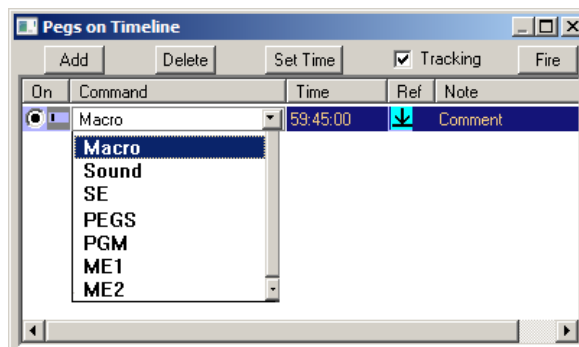 Pegs on Timeline
Add Delete Set Time Tracking Fire
On Command Time Ref Note
Macro 59:45:00 Comment
Macro
Sound
SE
PEGS
PGM
ME1
ME2